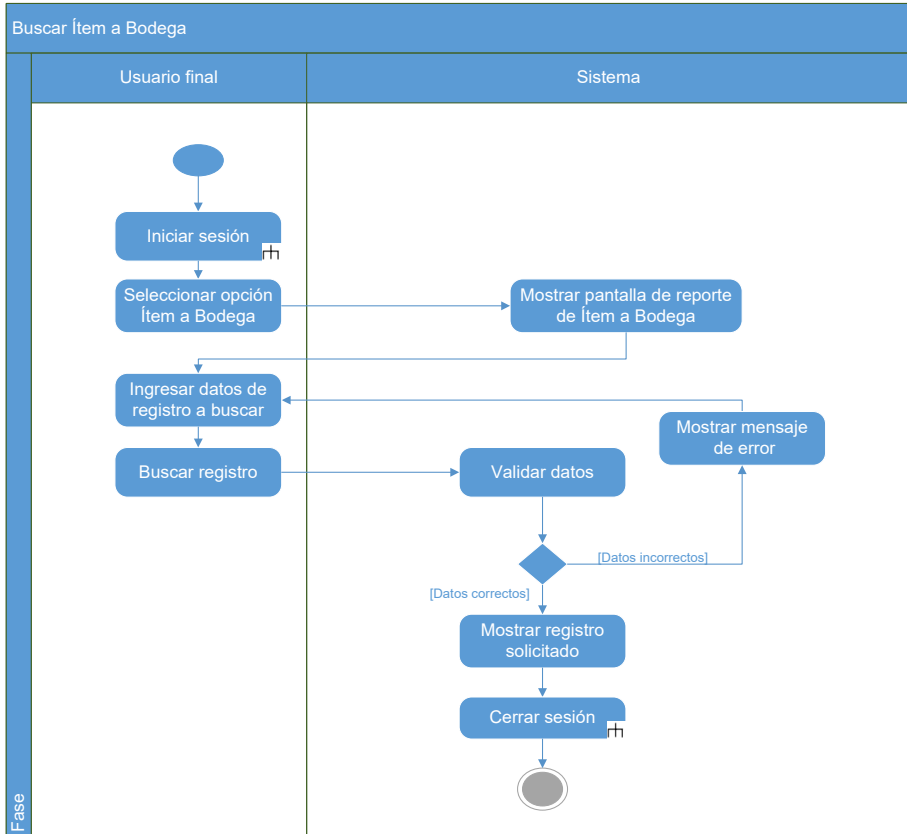 Buscar Ítem a Bodega
Usuario final
Sistema
Iniciar sesión
Seleccionar opción
Ítem a Bodega
Mostrar pantalla de reporte
de Ítem a Bodega
Ingresar datos de
registro a buscar
Mostrar mensaje
de error
Buscar registro
Validar datos
[Datos incorrectos]
[Datos correctos]
Mostrar registro
solicitado
Cerrar sesión
Fase